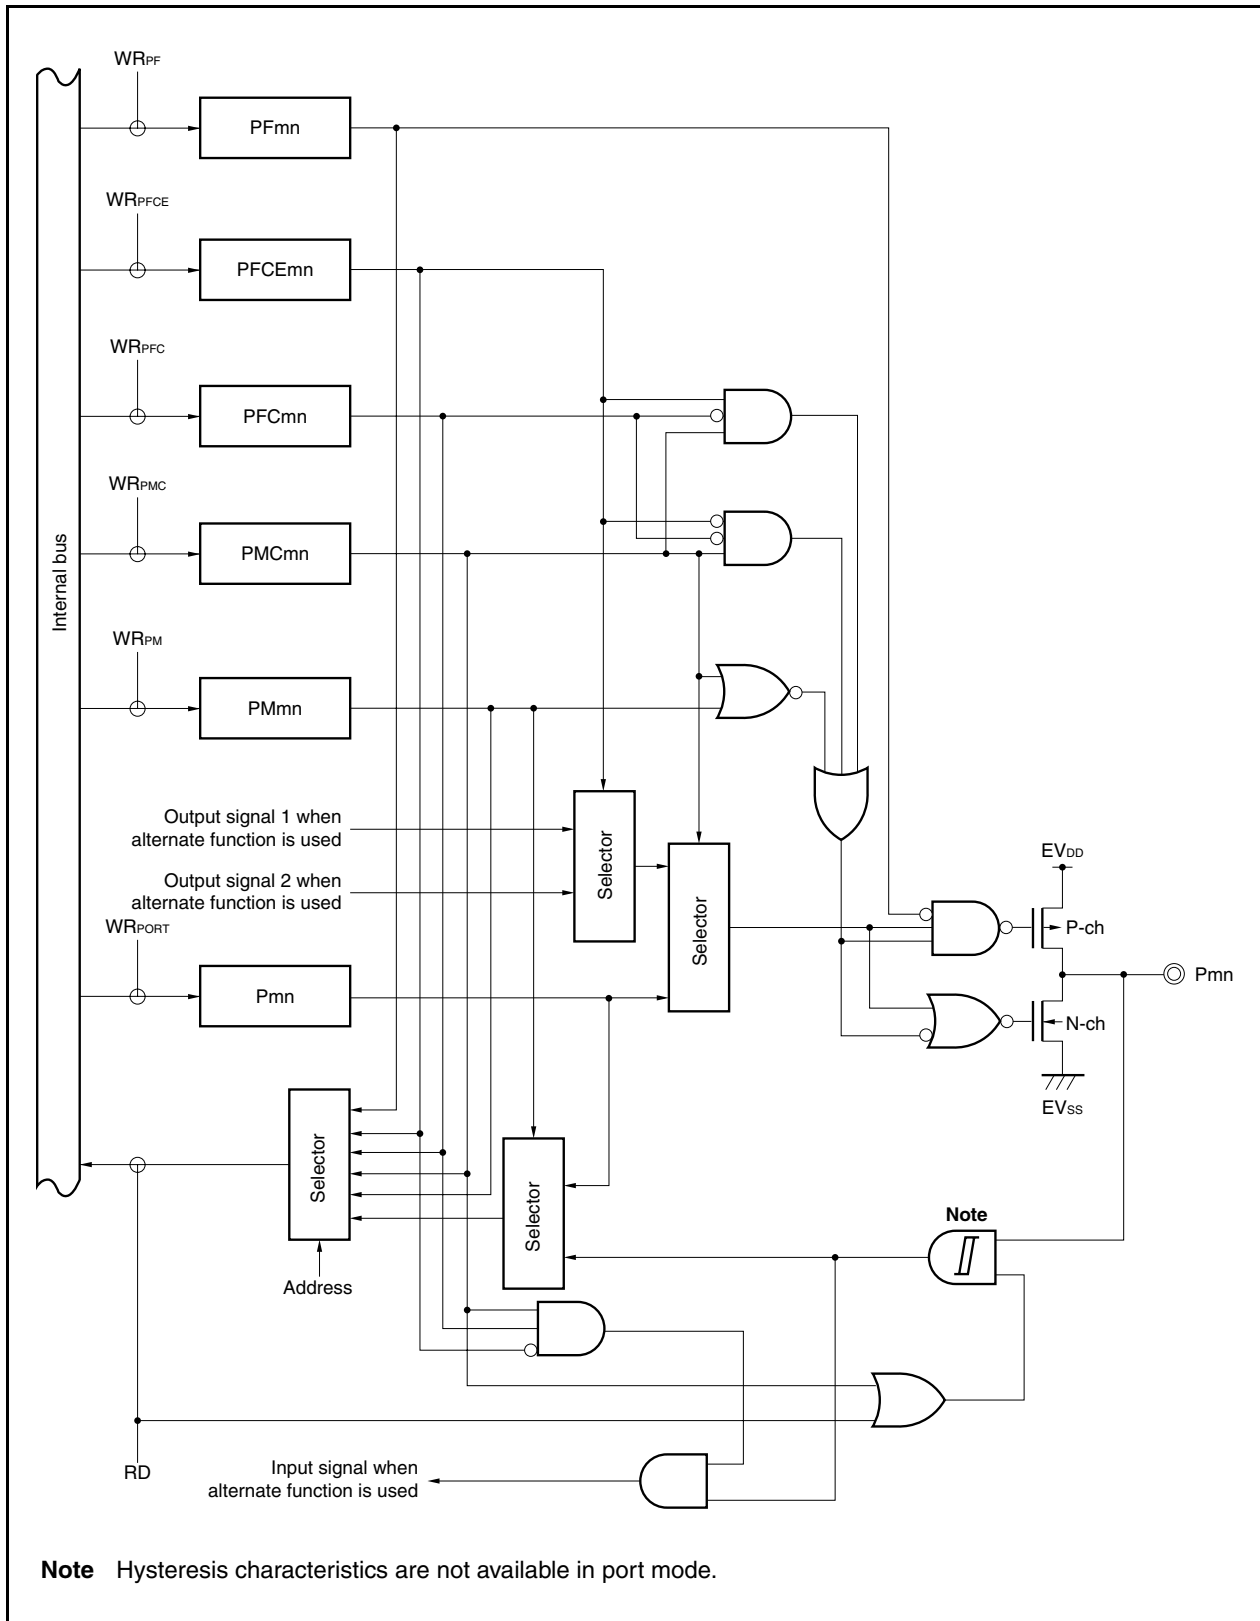 WRPF
PFmn
WRPFCE
PFCEmn
WRPFC
PFCmn
WRPMC
PMCmn
Internal bus
WRPM
PMmn
Output signal 1 when
alternate function is used
Output signal 2 when
alternate function is used
Selector
Selector
WRPORT
Pmn
EVDD
P-ch
Pmn
N-ch
EVSS
Selector
Selector
Address
Note
RD
Input signal when
alternate function is used
Note Hysteresis characteristics are not available in port mode.